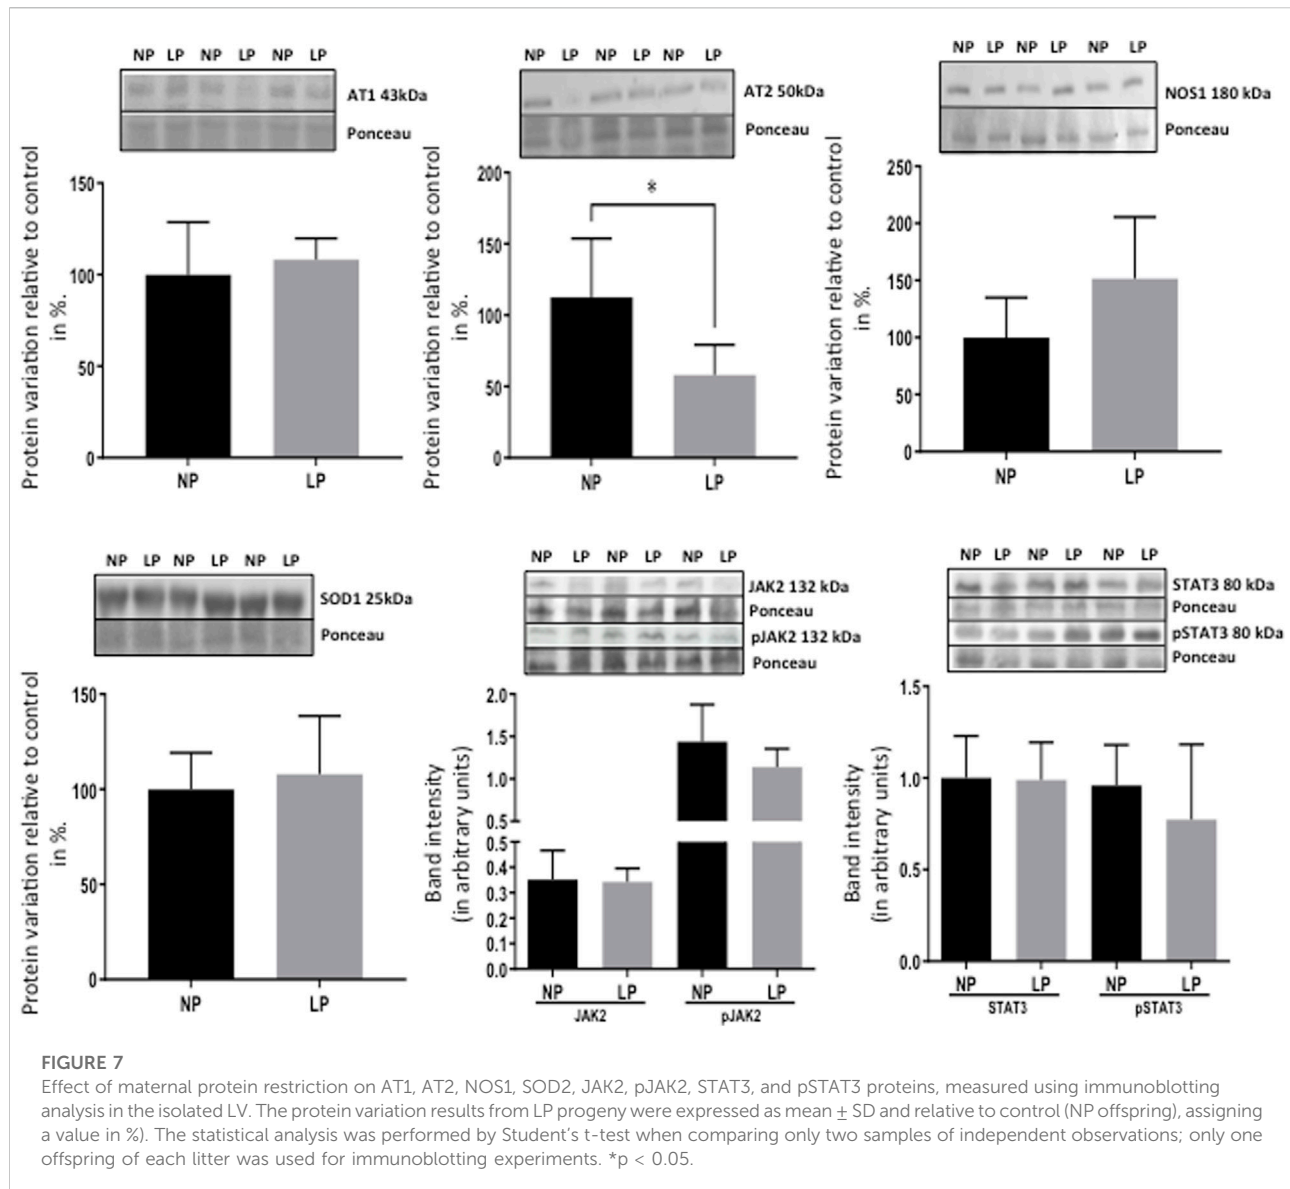 NP LP NP LP NP LP
AT1 43kDa
Ponceau
Protein variation relative to control
in %.
150
100
50
0
NP LP
NP LP NP LP NP LP
AT2 50kDa
Ponceau
Protein variation relative to control
in %.
200
150
100
50
0
*
NP LP
NP LP NP LP NP LP
NOS1 180 kDa
Ponceau
Protein variation relative to control
in %.
250
200
150
100
50
0
NP LP
NP LP NP LP NP LP
SOD1 25kDa
Ponceau
Protein variation relative to control
in %.
150
100
50
0
NP LP
NP LP NP LP NP LP
JAK2 132 kDa
Ponceau
pJAK2 132 kDa
Ponceau
Band intensity
(in arbitrary units)
2.0
1.5
1.0
0.5
0.5
0.4
0.3
0.2
0.1
0.0
NP LP NP LP
JAK2 pJAK2
NP LP NP LP NP LP
STAT3 80 kDa
Ponceau
pSTAT3 80 kDa
Ponceau
Band intensity
(in arbitrary units)
1.5
1.0
0.5
0.0
NP LP NP LP
STAT3 pSTAT3
FIGURE 7
Effect of maternal protein restriction on AT1, AT2, NOS1, SOD2, JAK2, pJAK2, STAT3, and pSTAT3 proteins, measured using immunoblotting
analysis in the isolated LV. The protein variation results from LP progeny were expressed as mean ± SD and relative to control (NP offspring), assigning
a value in %). The statistical analysis was performed by Student's t-test when comparing only two samples of independent observations; only one
offspring of each litter was used for immunoblotting experiments. *p < 0.05.